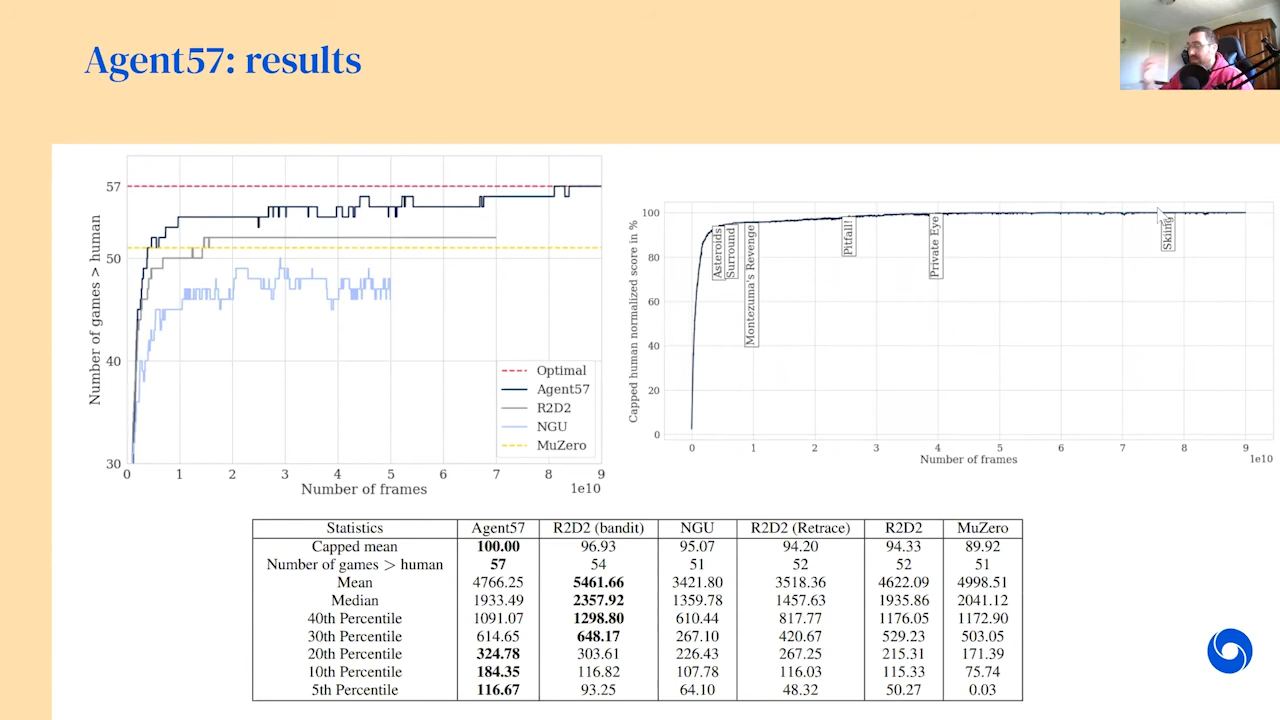 Agent57: results
57
50
40
30
0 1 2 3 4 5 6 7 8 9
1e10
Number of frames
Number of games > human
Optimal
Agent57
R2D2
NGU
MuZero
100
80
60
40
20
0
0 1 2 3 4 5 6 7 8 9
1e10
Number of frames
Capped human normalized score in %
Asteroids
Surround
Montezuma's Revenge
Pitfall!
Private Eye
Skiing
Statistics Agent57 R2D2 (bandit) NGU R2D2 (Retrace) R2D2 MuZero
Capped mean 100.00 96.93 95.07 94.20 94.33 89.92
Number of games > human 57 54 51 52 52 51
Mean 4766.25 5461.66 3421.80 3518.36 4622.09 4998.51
Median 1933.49 2357.92 1359.78 1457.63 1935.86 2041.12
40th Percentile 1091.07 1298.80 610.44 817.77 1176.05 1172.90
30th Percentile 614.65 648.17 267.10 420.67 529.23 503.05
20th Percentile 324.78 303.61 226.43 267.25 215.31 171.39
10th Percentile 184.35 116.82 107.78 116.03 115.33 75.74
5th Percentile 116.67 93.25 64.10 48.32 50.27 0.03